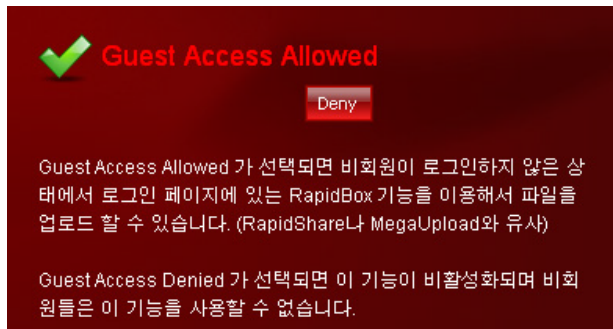 Guest Access Allowed
Deny
Guest Access Allowed 가 선택되면 비회원이 로그인하지 않은 상
태에서 로그인 페이지에 있는 RapidBox 기능을 이용해서 파일을
업로드 할 수 있습니다. (RapidShare나 MegaUpload와 유사)
Guest Access Denied 가 선택되면 이 기능이 비활성화되며 비회
원들은 이 기능을 사용할 수 없습니다.